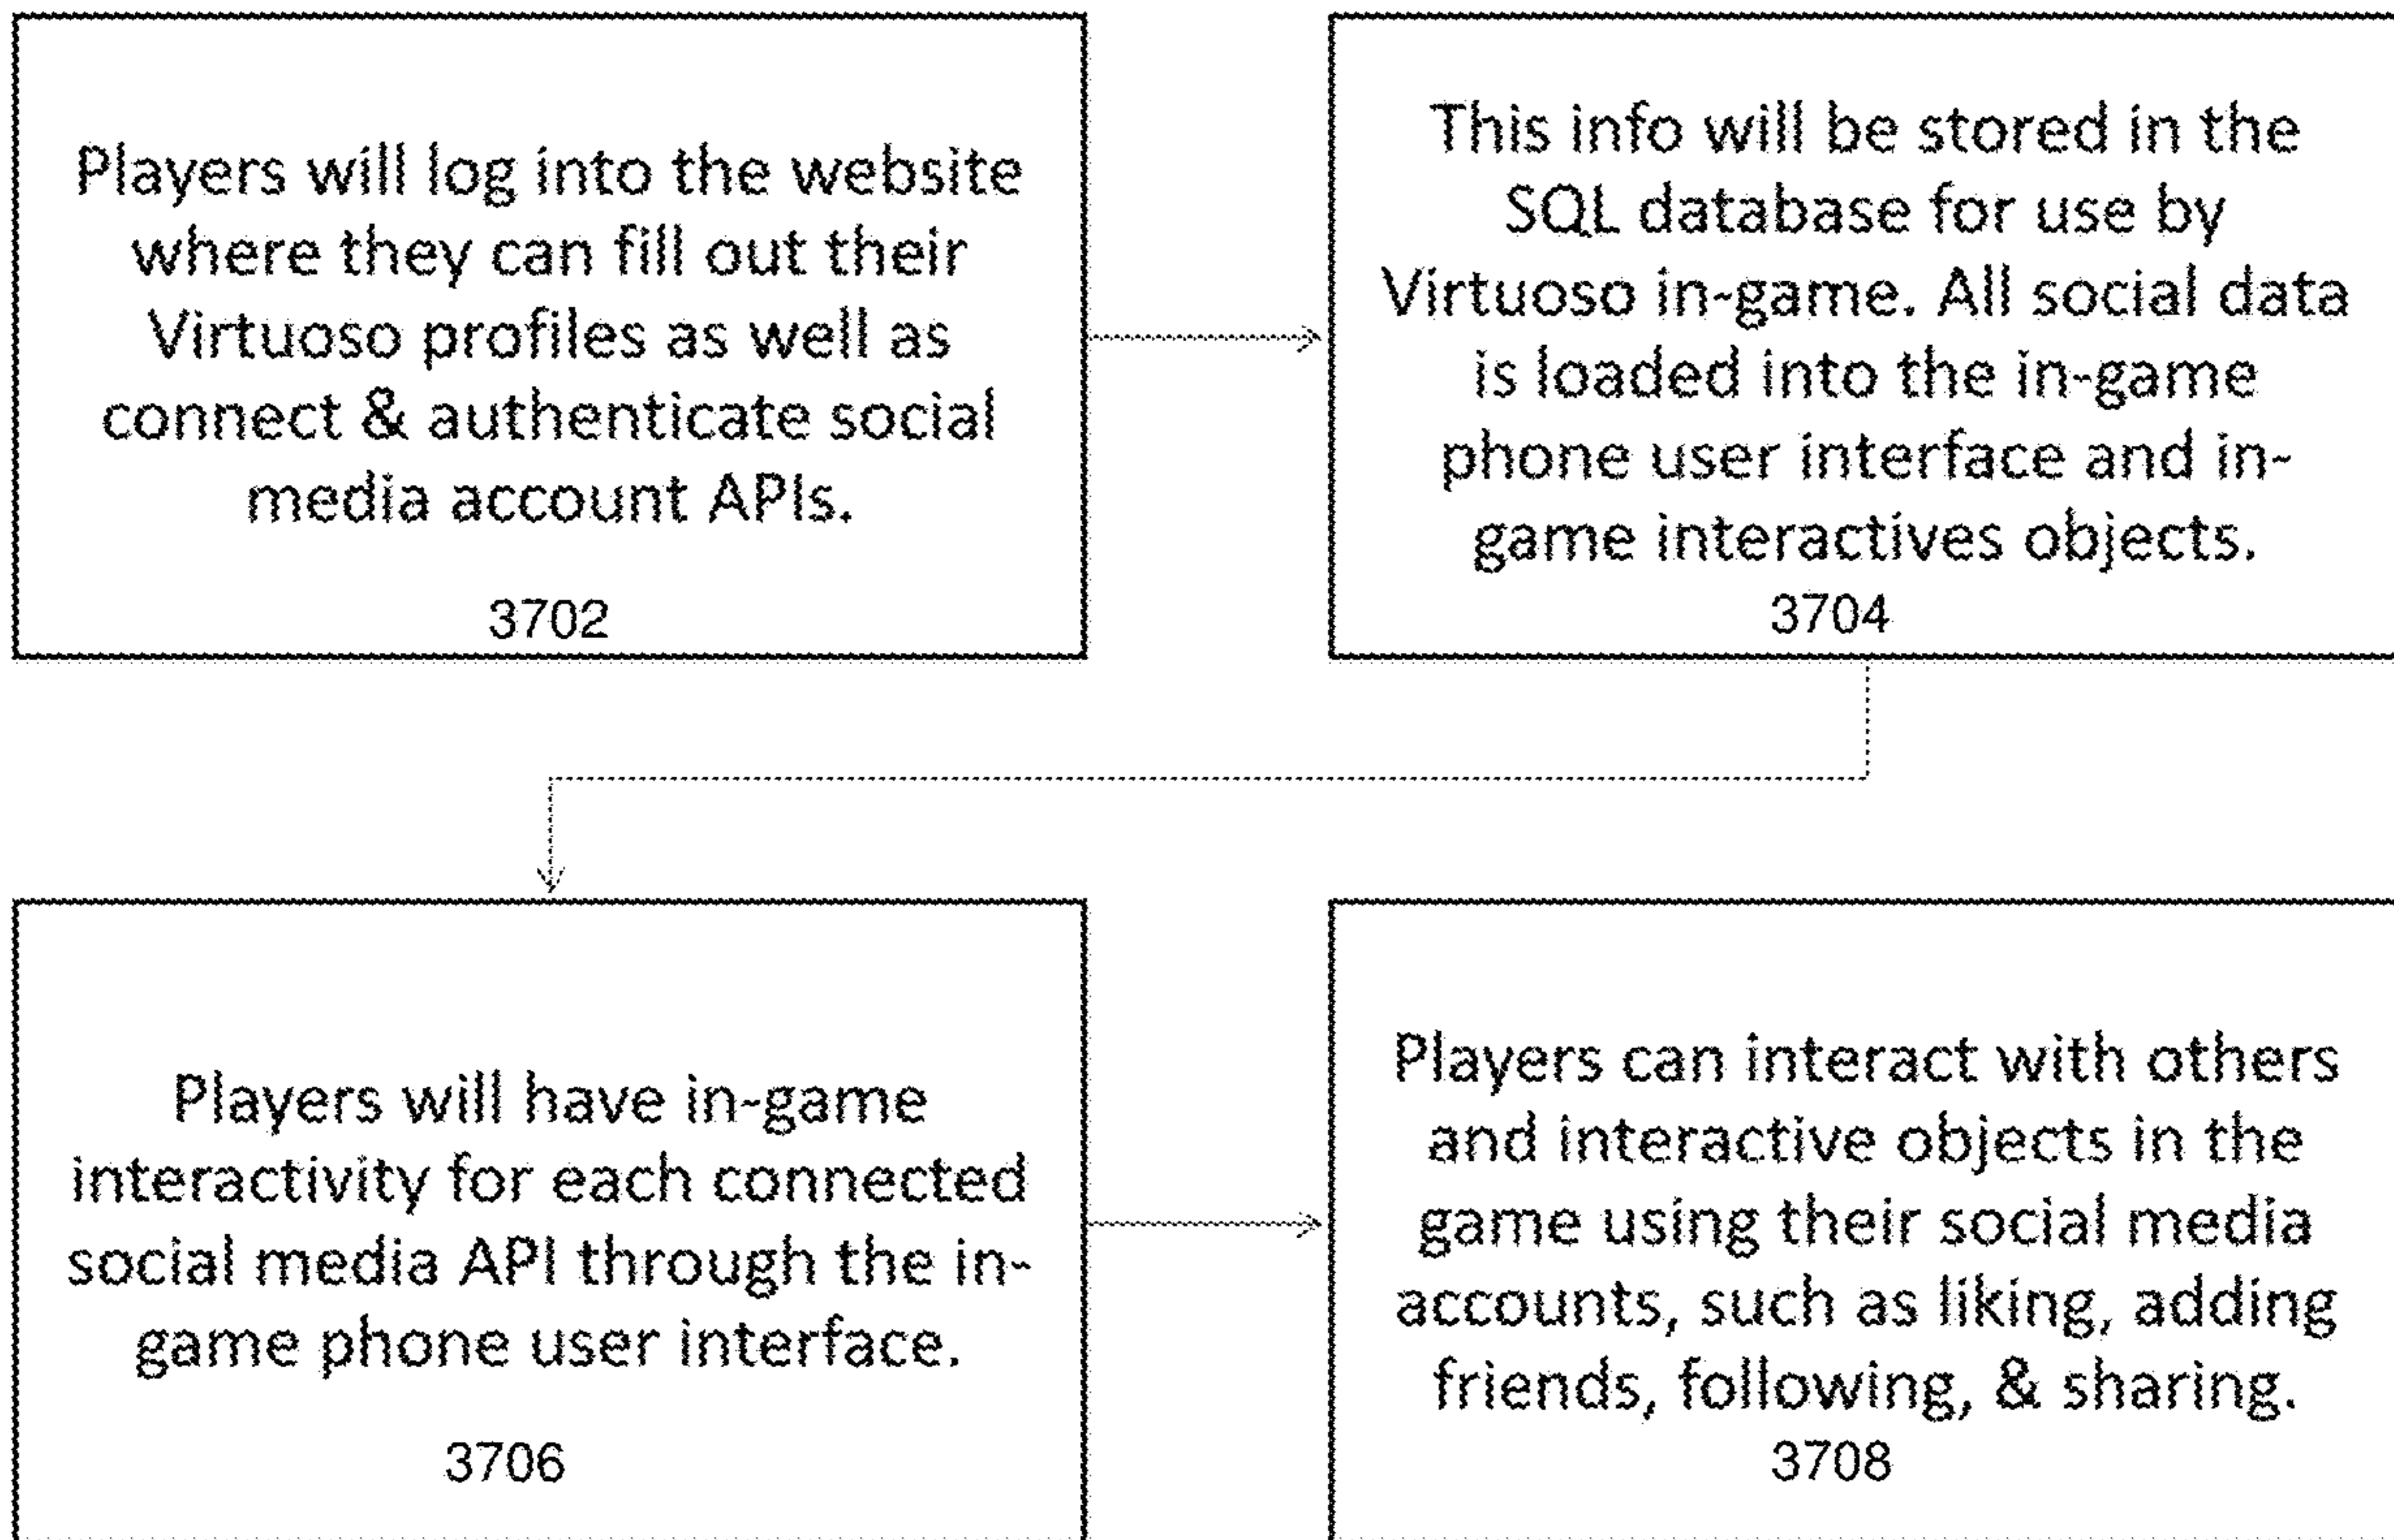 Players will log into the website
where they can fill out their
Virtuoso profiles as well as
connect & authenticate social
media account APIs.
3702
This info will be stored in the
SQL database for use by
Virtuoso in-game. All social data
is loaded into the in-game
phone user interface and in-
game interactives objects.
3704
Players will have in-game
interactivity for each connected
social media API through the in-
game phone user interface.
3706
Players can interact with others
and interactive objects in the
game using their social media
accounts, such as liking, adding
friends, following, & sharing.
3708